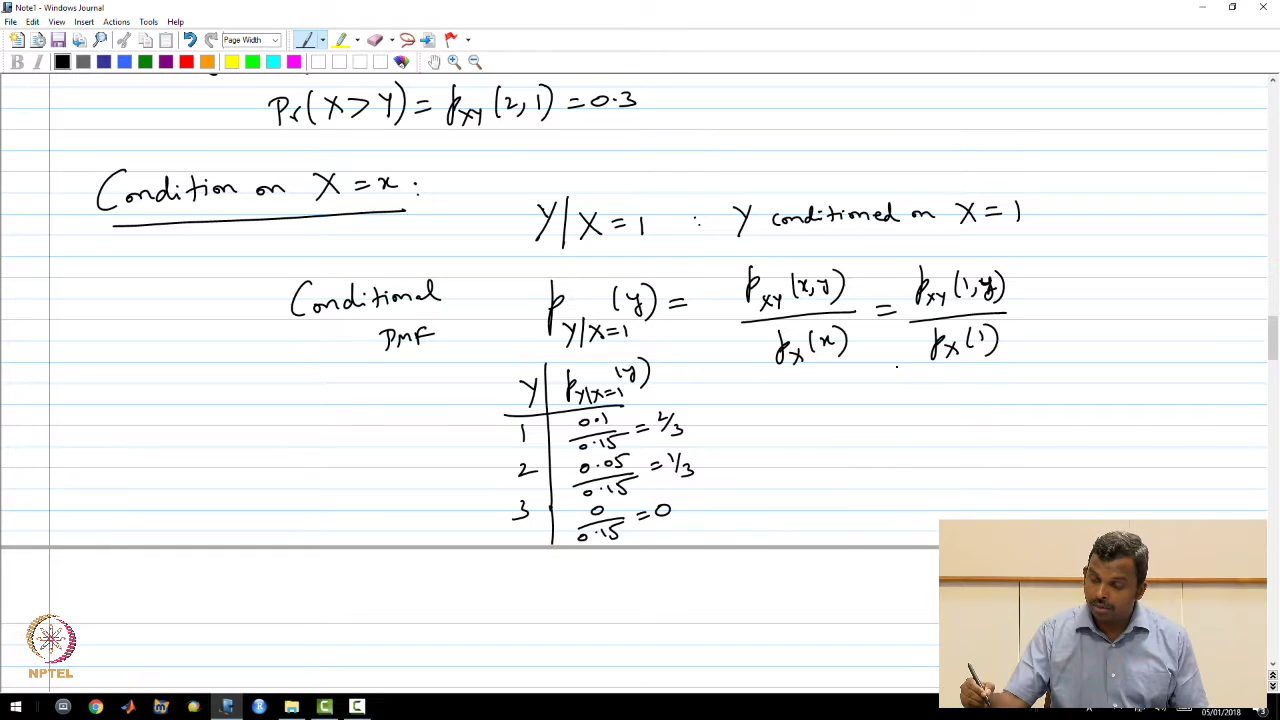 Note1 - Windows Journal
File Edit View Insert Actions Tools Help
Page Width
B I
Pr(X > Y) = p_XY(2,1) = 0.3
Condition on X = x :
Y|X = 1 : Y conditioned on X = 1
Conditional PMF p_{Y|X=1}(y) = p_XY(x,y) / p_X(x) = p_XY(1,y) / p_X(1)
Y | p_{Y|X=1}(y)
1 | 0.1/0.15 = 2/3
2 | 0.05/0.15 = 1/3
3 | 0/0.15 = 0
NPTEL
05/01/2018